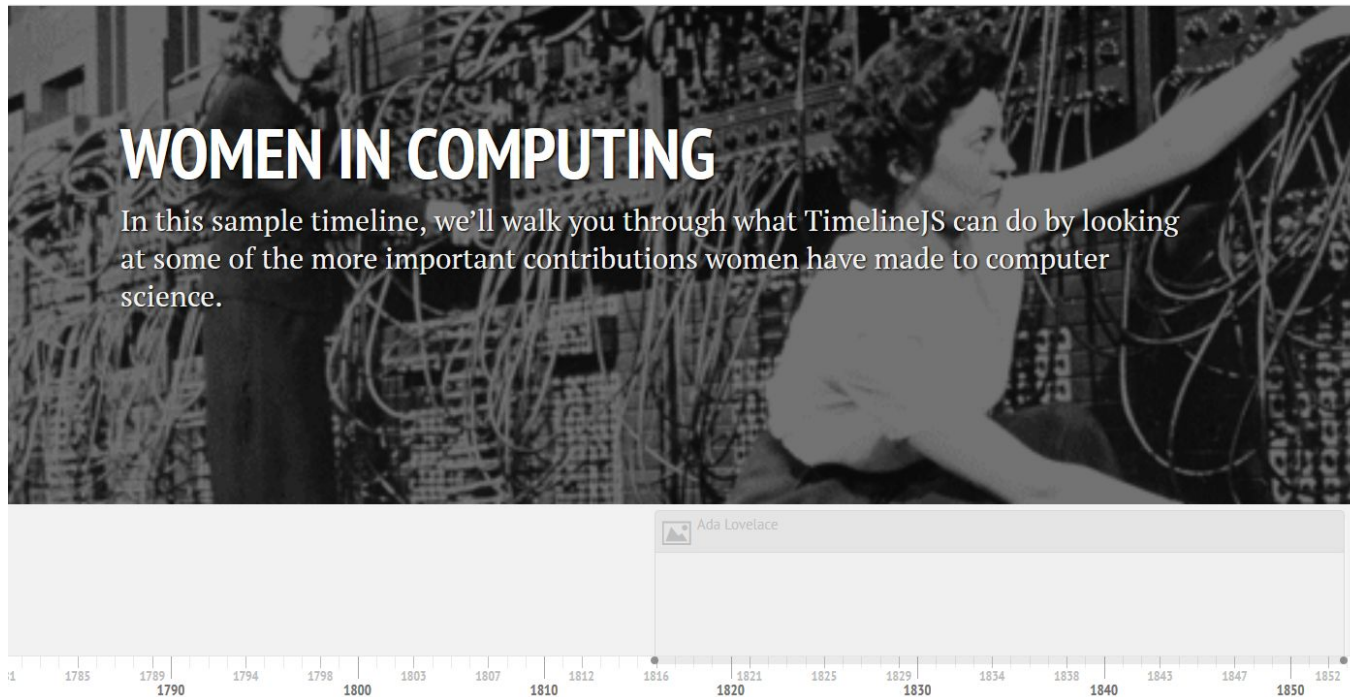 WOMEN IN COMPUTING
In this sample timeline, we’ll walk you through what TimelineJS can do by looking
at some of the more important contributions women have made to computer
science.
Ada Lovelace
1785 1789 1794 1798 1803 1807 1812 1816 1821 1825 1829 1834 1838 1843 1847 1852
1790 1800 1810 1820 1830 1840 1850